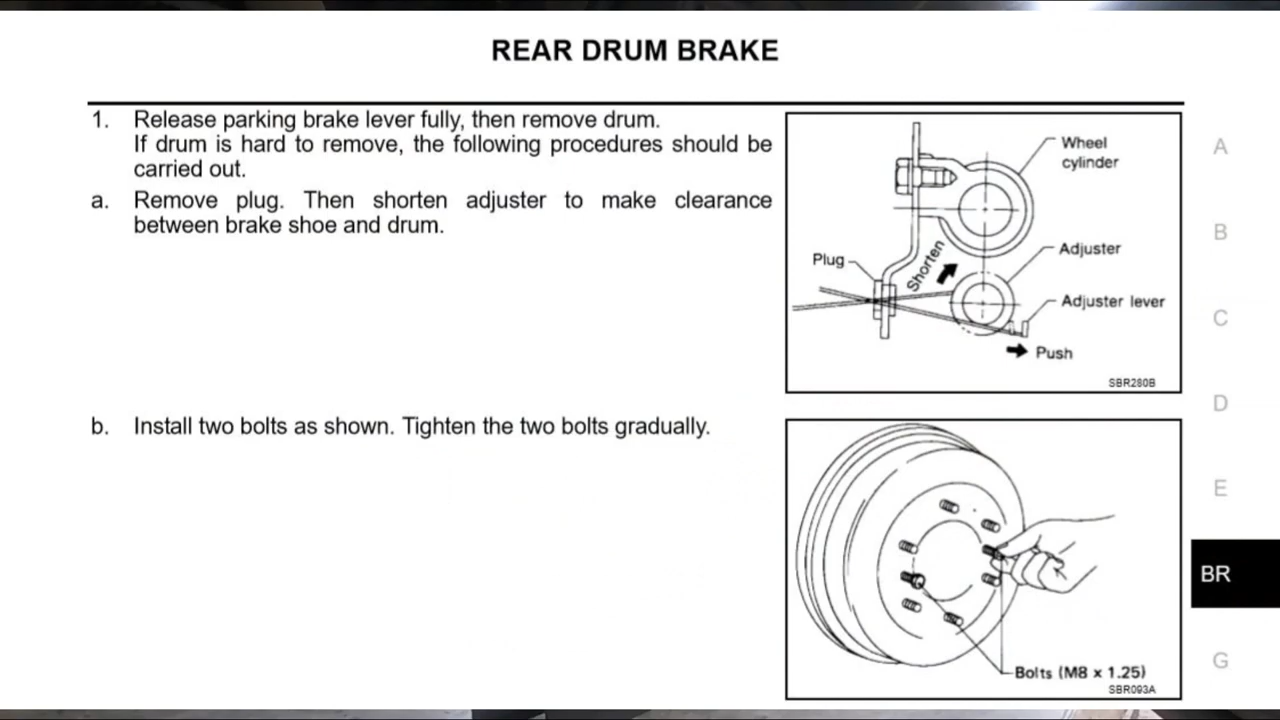 REAR DRUM BRAKE
1. Release parking brake lever fully, then remove drum.
If drum is hard to remove, the following procedures should be
carried out.
a. Remove plug. Then shorten adjuster to make clearance
between brake shoe and drum.
Wheel
cylinder
Adjuster
Plug
Shorten
Adjuster lever
Push
SBR280B
b. Install two bolts as shown. Tighten the two bolts gradually.
Bolts (M8 x 1.25)
SBR093A
A
B
C
D
E
BR
G